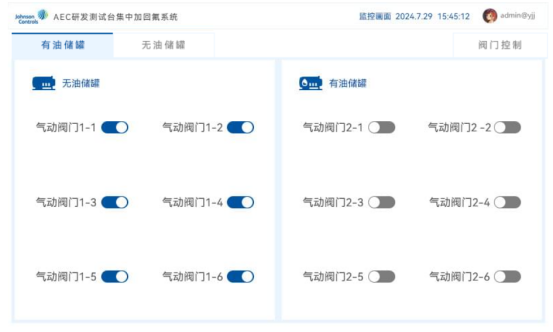 Johnson Controls AEC研发测试台集中加回氟系统 监控画面 2024.7.29 15:45:12 admin@yjj
有油储罐 无油储罐 阀门控制
无油储罐
气动阀门1-1 气动阀门1-2
气动阀门1-3 气动阀门1-4
气动阀门1-5 气动阀门1-6
有油储罐
气动阀门2-1 气动阀门2 -2
气动阀门2-3 气动阀门2-4
气动阀门2-5 气动阀门2-6